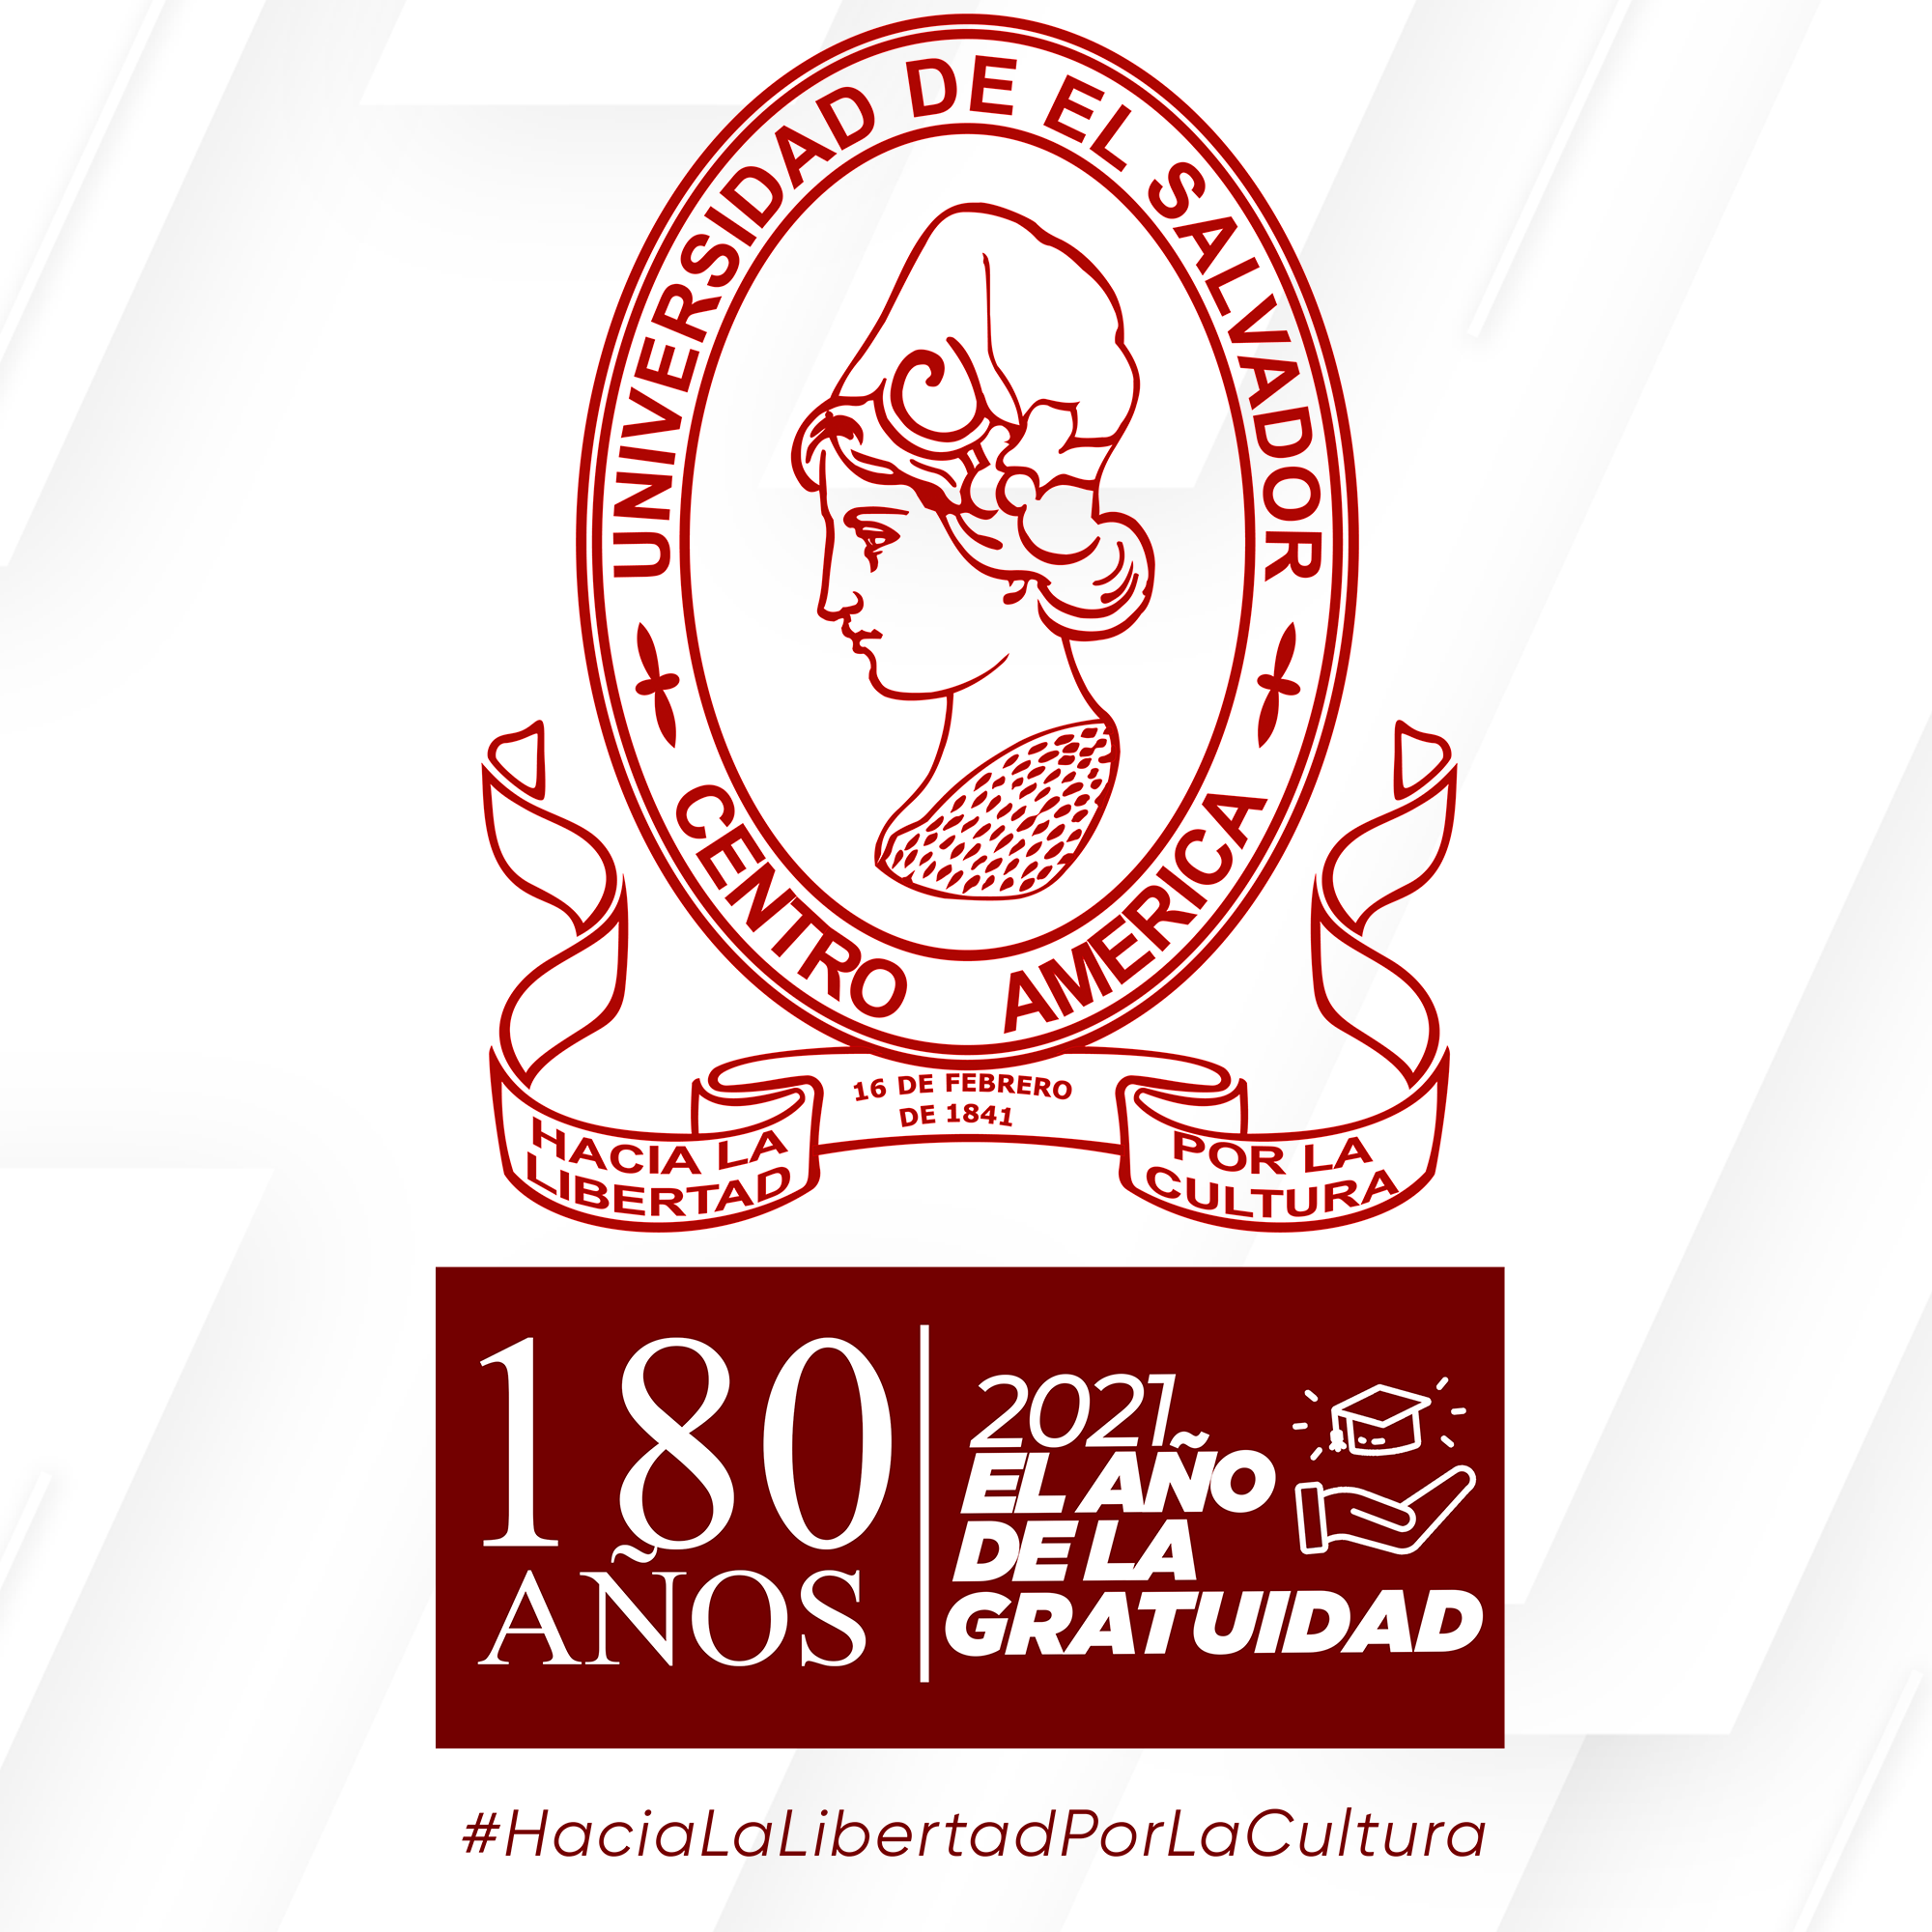 UNIVERSIDAD DE EL SALVADOR
CENTRO AMERICA
16 DE FEBRERO
DE 1841
HACIA LA
LIBERTAD
POR LA
CULTURA
180
AÑOS
2021
EL AÑO
DE LA
GRATUIDAD
#HaciaLaLibertadPorLaCultura